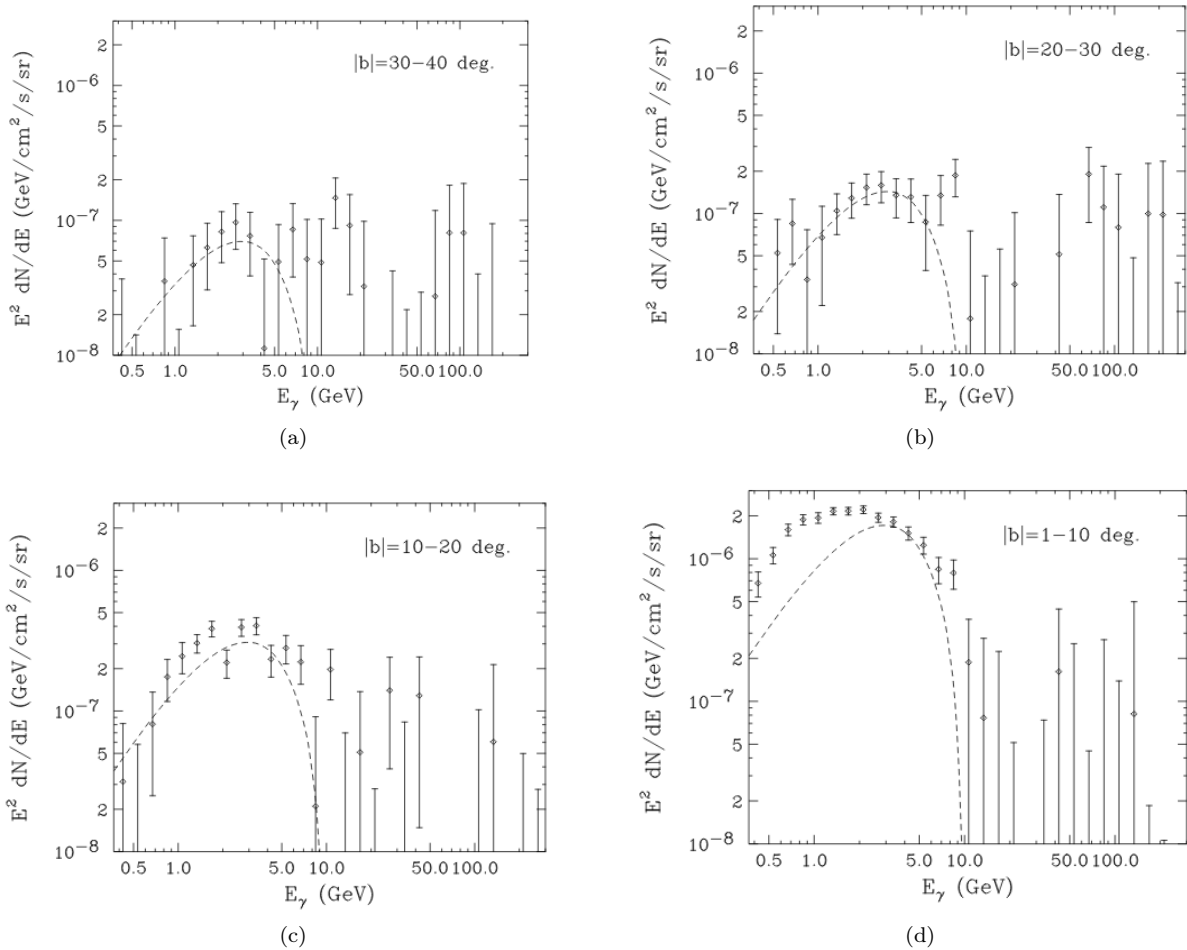 |b|=30−40 deg.
E² dN/dE (GeV/cm²/s/sr)
2
10⁻⁶
5
2
10⁻⁷
5
2
10⁻⁸
0.5 1.0 5.0 10.0 50.0 100.0
Eᵧ (GeV)
(a)
|b|=20−30 deg.
E² dN/dE (GeV/cm²/s/sr)
2
10⁻⁶
5
2
10⁻⁷
5
2
10⁻⁸
0.5 1.0 5.0 10.0 50.0 100.0
Eᵧ (GeV)
(b)
|b|=10−20 deg.
E² dN/dE (GeV/cm²/s/sr)
2
10⁻⁶
5
2
10⁻⁷
5
2
10⁻⁸
0.5 1.0 5.0 10.0 50.0 100.0
Eᵧ (GeV)
(c)
|b|=1−10 deg.
E² dN/dE (GeV/cm²/s/sr)
2
10⁻⁶
5
2
10⁻⁷
5
2
10⁻⁸
0.5 1.0 5.0 10.0 50.0 100.0
Eᵧ (GeV)
(d)